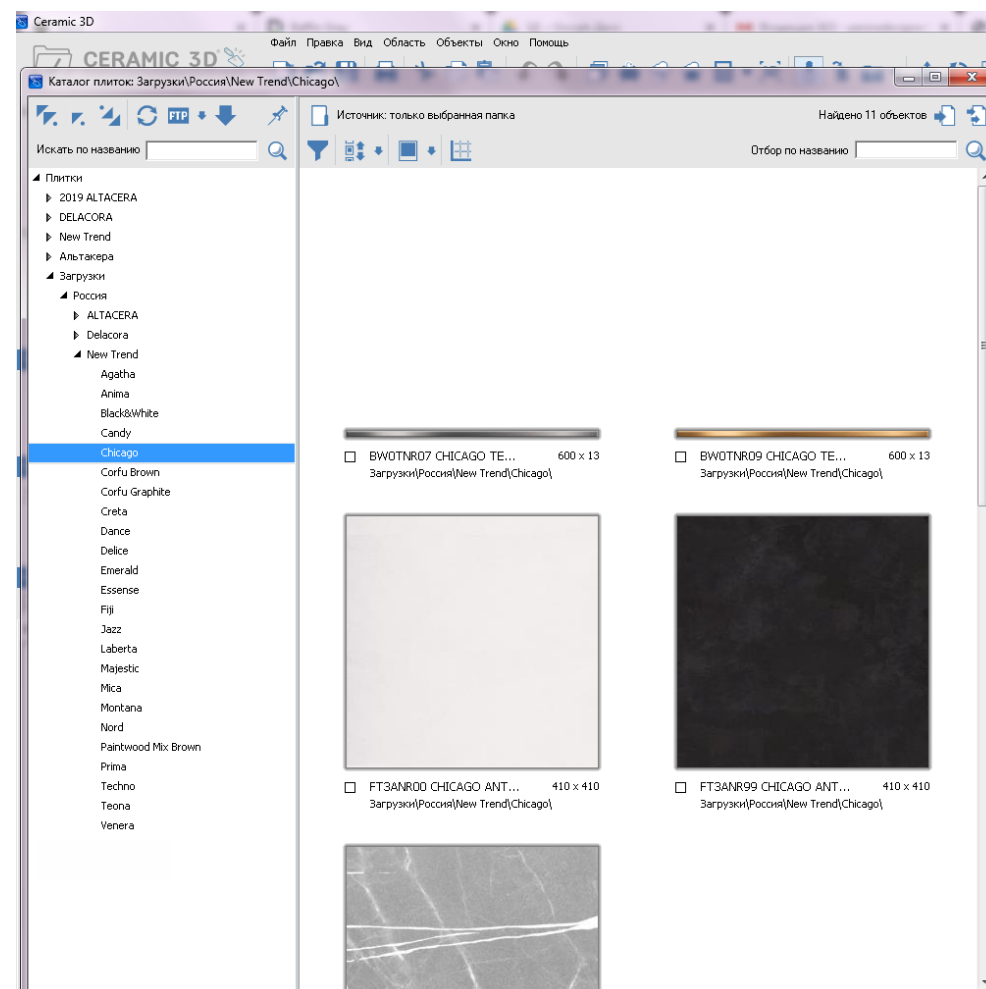 Ceramic 3D
CERAMIC 3D
Файл Правка Вид Область Объекты Окно Помощь
Каталог плиток: Загрузки\Россия\New Trend\Chicago\
FTP
Источник: только выбранная папка
Найдено 11 объектов
Искать по названию
Отбор по названию
Плитки
2019 ALTACERA
DELACORA
New Trend
Альтакера
Загрузки
Россия
ALTACERA
Delacora
New Trend
Agatha
Anima
Black&White
Candy
Chicago
Corfu Brown
Corfu Graphite
Creta
Dance
Delice
Emerald
Essense
Fiji
Jazz
Laberta
Majestic
Mica
Montana
Nord
Paintwood Mix Brown
Prima
Techno
Teona
Venera
BW0TNR07 CHICAGO TE... 600 x 13
Загрузки\Россия\New Trend\Chicago\
BW0TNR09 CHICAGO TE... 600 x 13
Загрузки\Россия\New Trend\Chicago\
FT3ANR00 CHICAGO ANT... 410 x 410
Загрузки\Россия\New Trend\Chicago\
FT3ANR99 CHICAGO ANT... 410 x 410
Загрузки\Россия\New Trend\Chicago\